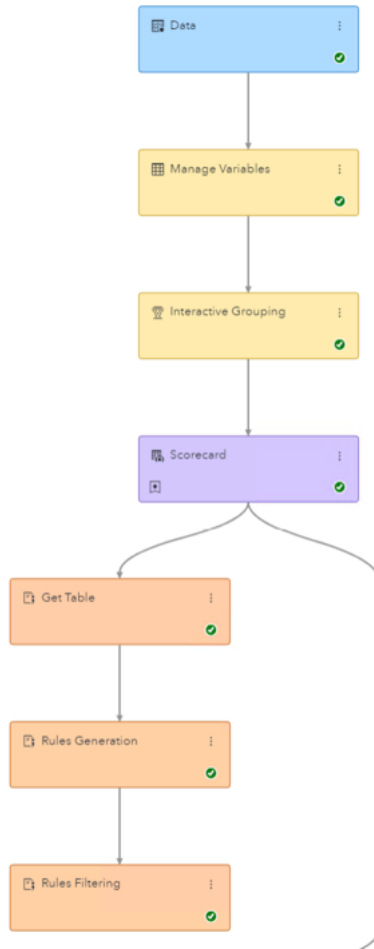 Data
Manage Variables
Interactive Grouping
Scorecard
Get Table
Rules Generation
Rules Filtering